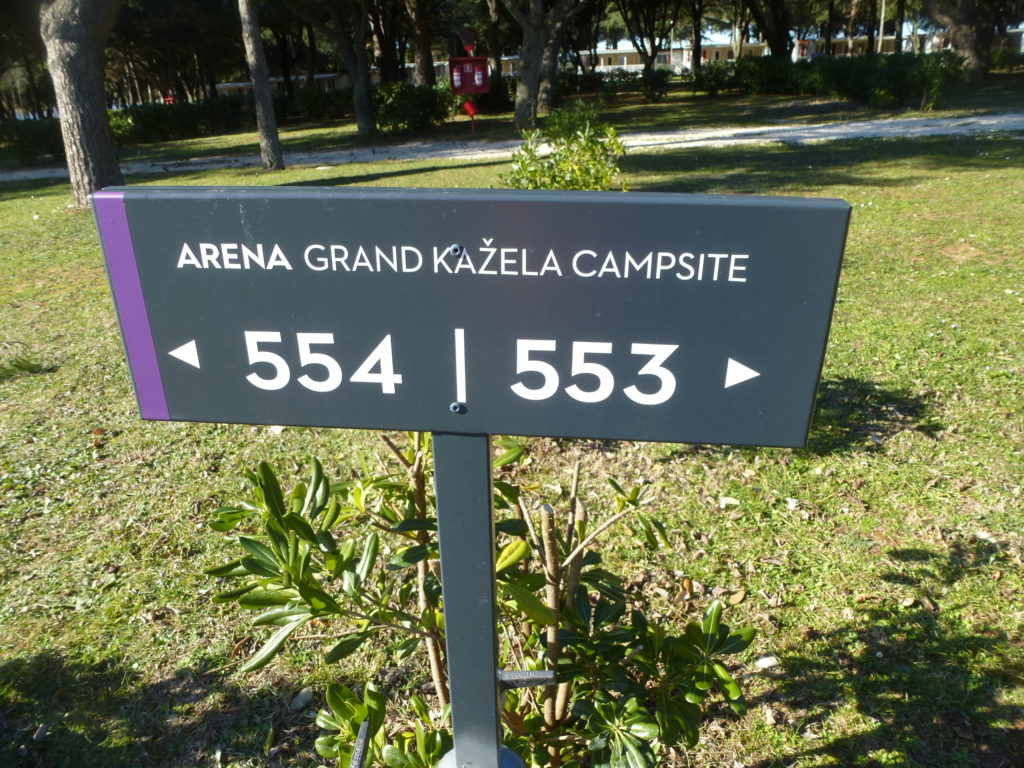 ARENA GRAND KAŽELA CAMPSITE
◄ 554 | 553 ►